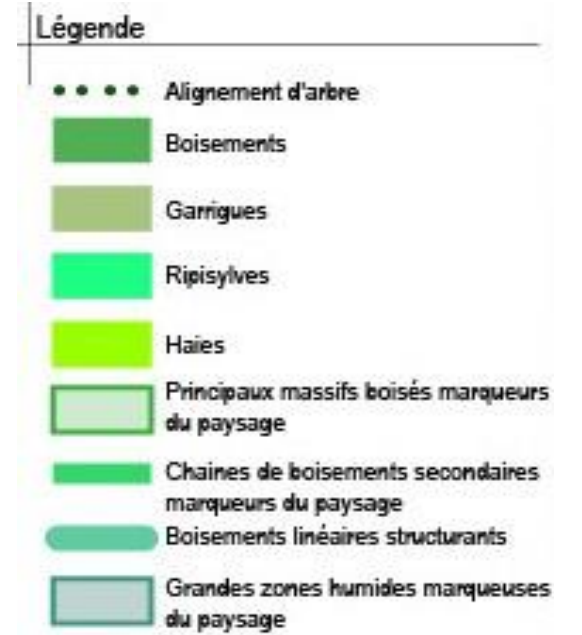 Légende
Alignement d'arbre
Boisements
Garrigues
Ripisylves
Haies
Principaux massifs boisés marqueurs
du paysage
Chaines de boisements secondaires
marqueurs du paysage
Boisements linéaires structurants
Grandes zones humides marqueuses
du paysage